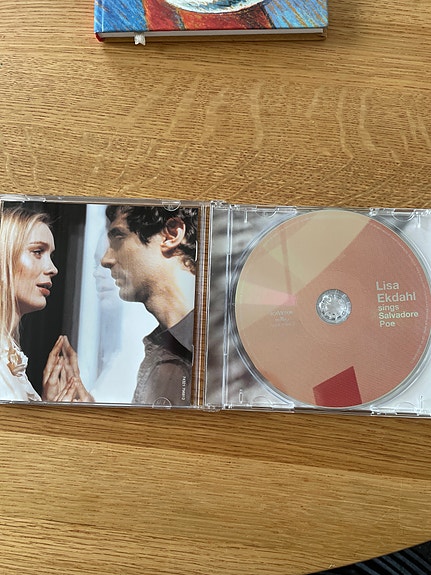 Lisa
Ekdahl
sings
Salvadore
Poe